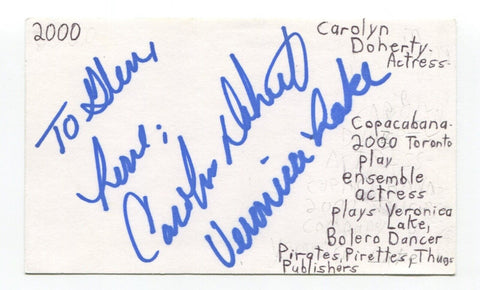 2000
Carolyn
Doherty-
Actress-
To Glenn,
Love,
Carolyn Doherty
Veronica Lake
Copacabana-
2000 Toronto
play
ensemble
actress
plays Veronica
Lake,
Bolero Dancer
Pirates, Pirettes, Thugs
Publishers